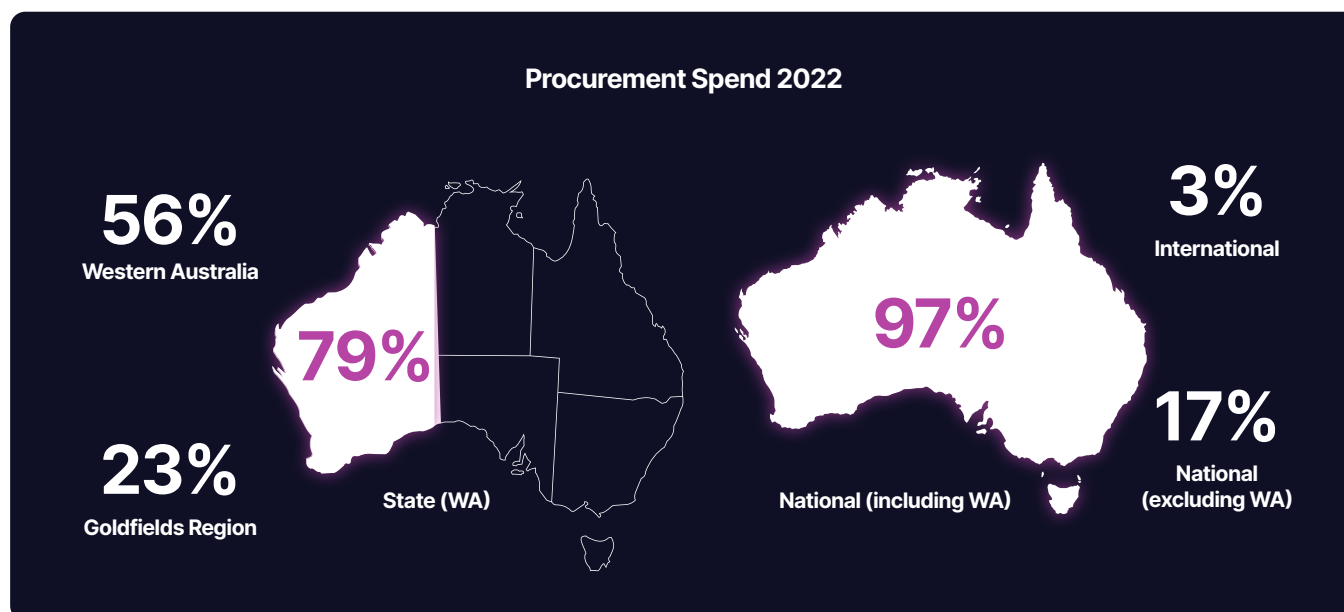 Procurement Spend 2022
56%
Western Australia
79%
23%
Goldfields Region
State (WA)
97%
National (including WA)
3%
International
17%
National
(excluding WA)